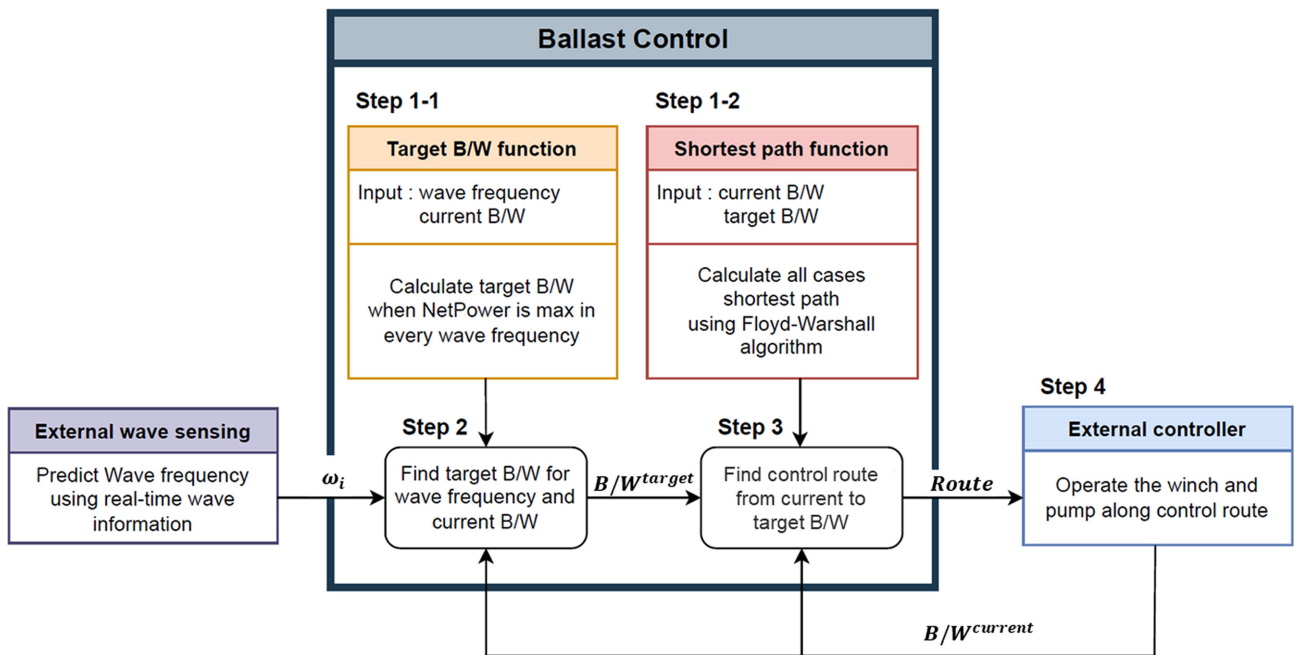 Ballast Control
Step 1-1
Target B/W function
Input : wave frequency
current B/W
Calculate target B/W
when NetPower is max in
every wave frequency
Step 1-2
Shortest path function
Input : current B/W
target B/W
Calculate all cases
shortest path
using Floyd-Warshall
algorithm
External wave sensing
Predict Wave frequency
using real-time wave
information
ω_i
Step 2
Find target B/W for
wave frequency and
current B/W
B/W^target
Step 3
Find control route
from current to
target B/W
Route
Step 4
External controller
Operate the winch and
pump along control route
B/W^current